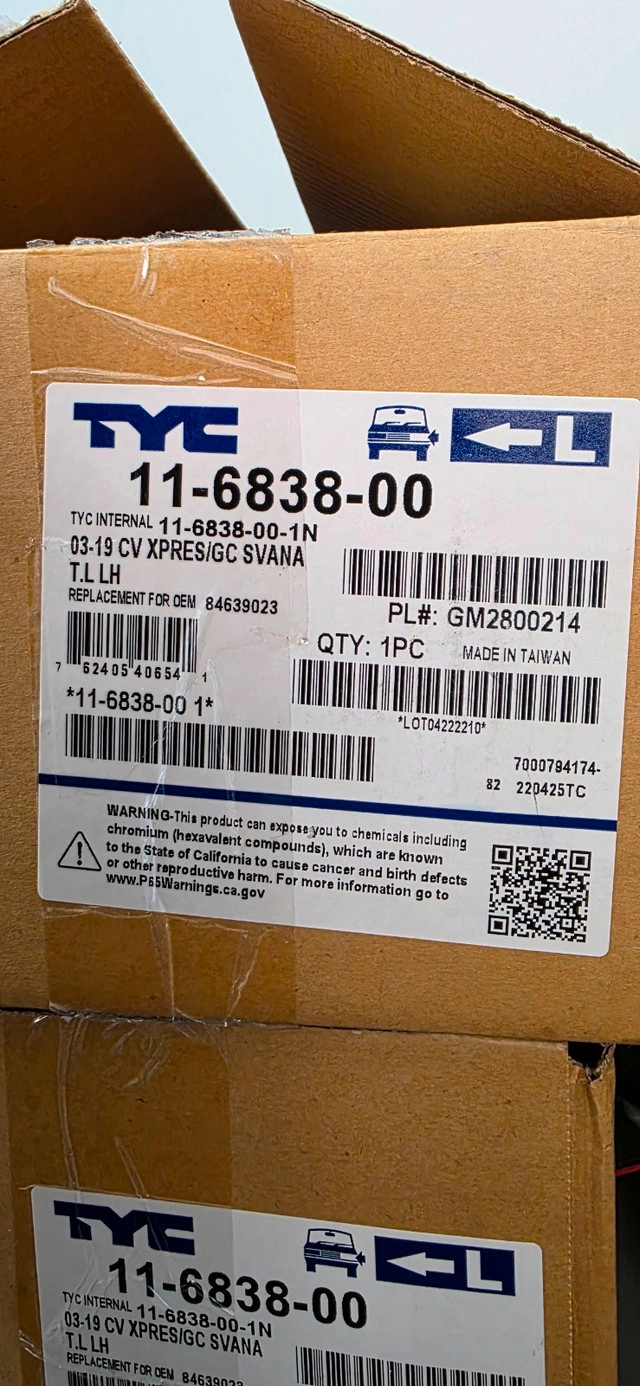 TYC
L
11-6838-00
TYC INTERNAL 11-6838-00-1N
03-19 CV XPRES/GC SVANA
T.L LH
REPLACEMENT FOR OEM 84639023
PL#: GM2800214
QTY: 1PC MADE IN TAIWAN
7 62405 40654 1
*11-6838-00 1*
*LOT04222210*
7000794174-
82 220425TC
WARNING-This product can expose you to chemicals including
chromium (hexavalent compounds), which are known
to the State of California to cause cancer and birth defects
or other reproductive harm. For more information go to
www.P65Warnings.ca.gov
TYC
L
11-6838-00
TYC INTERNAL 11-6838-00-1N
03-19 CV XPRES/GC SVANA
T.L LH
REPLACEMENT FOR OEM 84639023